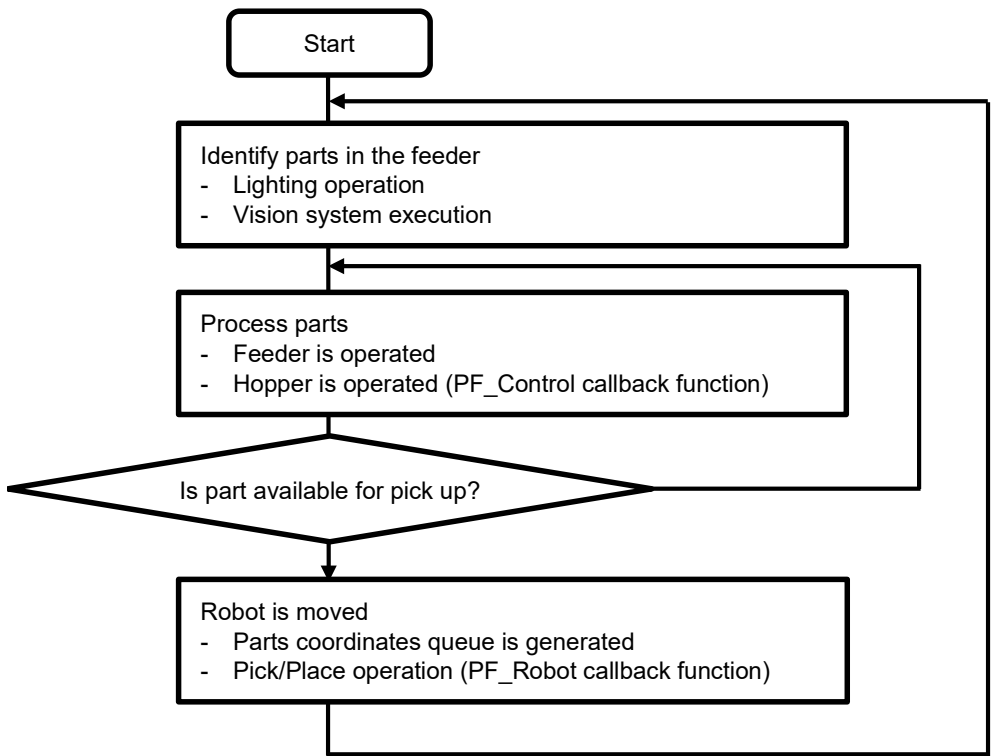 Start
Identify parts in the feeder
- Lighting operation
- Vision system execution
Process parts
- Feeder is operated
- Hopper is operated (PF_Control callback function)
Is part available for pick up?
Robot is moved
- Parts coordinates queue is generated
- Pick/Place operation (PF_Robot callback function)